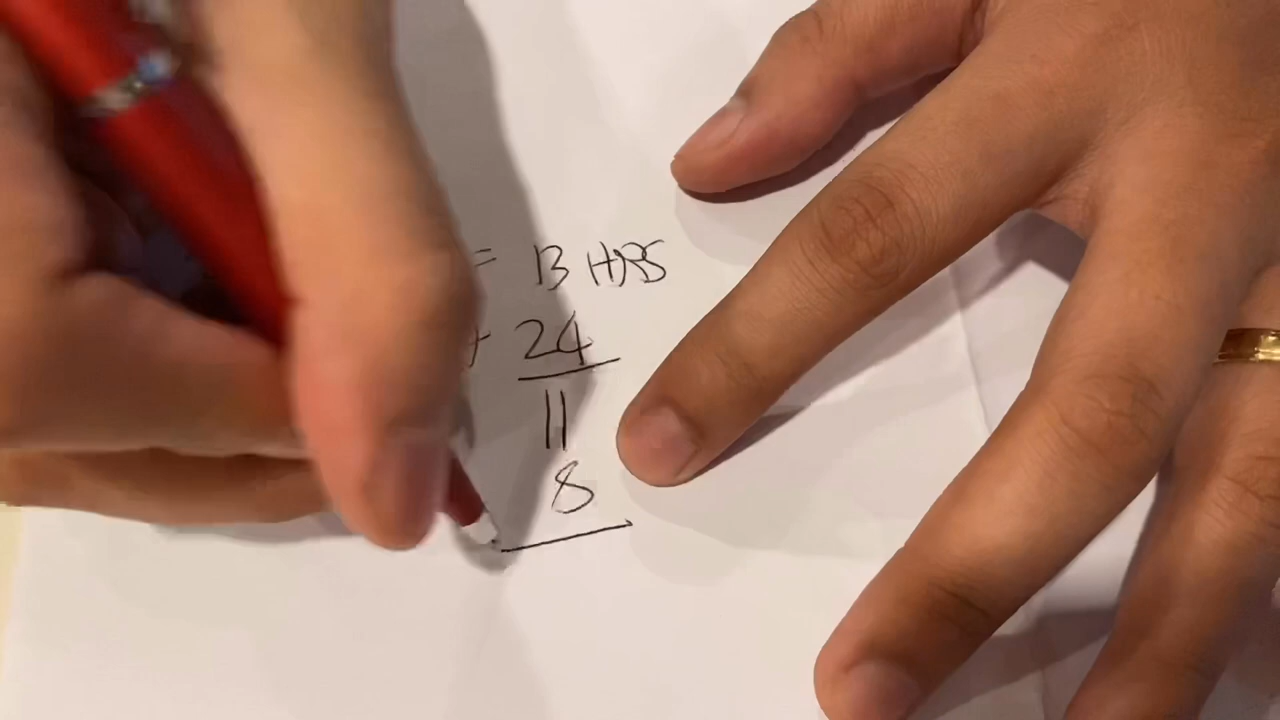 = 13 HRS
+ 24
11
8